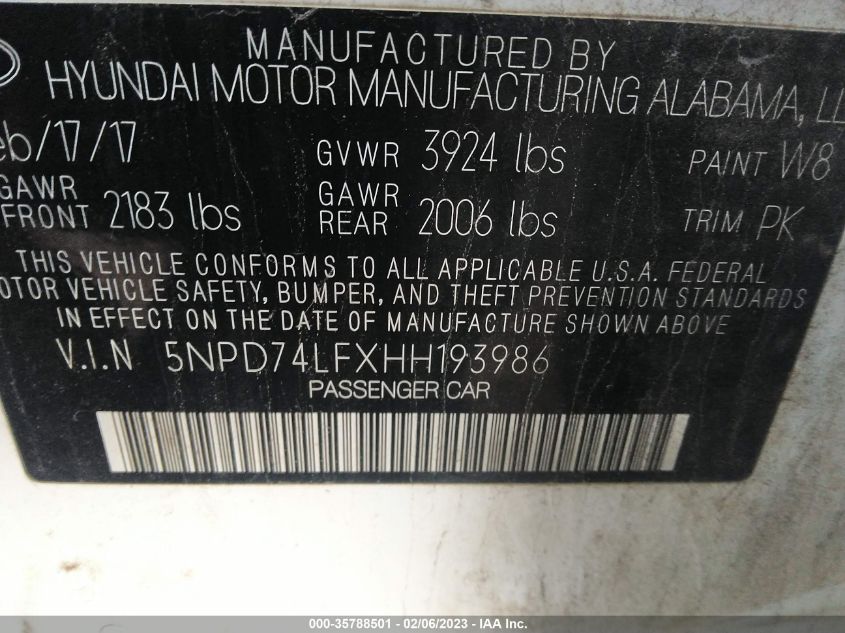 MANUFACTURED BY
HYUNDAI MOTOR MANUFACTURING ALABAMA, LL
eb/17/17 GVWR 3924 lbs PAINT W8
GAWR FRONT 2183 lbs GAWR REAR 2006 lbs TRIM PK
THIS VEHICLE CONFORMS TO ALL APPLICABLE U.S.A. FEDERAL
OTOR VEHICLE SAFETY, BUMPER, AND THEFT PREVENTION STANDARDS
IN EFFECT ON THE DATE OF MANUFACTURE SHOWN ABOVE
V.I.N 5NPD74LFXHH193986
PASSENGER CAR
000-35788501 - 02/06/2023 - IAA Inc.